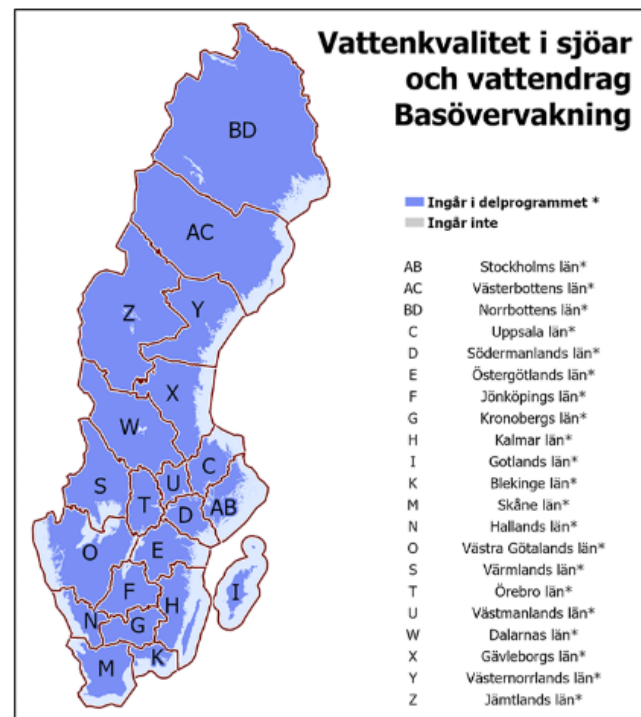 Vattenkvalitet i sjöar
och vattendrag
Basövervakning
Ingår i delprogrammet *
Ingår inte
AB Stockholms län*
AC Västerbottens län*
BD Norrbottens län*
C Uppsala län*
D Södermanlands län*
E Östergötlands län*
F Jönköpings län*
G Kronobergs län*
H Kalmar län*
I Gotlands län*
K Blekinge län*
M Skåne län*
N Hallands län*
O Västra Götalands län*
S Värmlands län*
T Örebro län*
U Västmanlands län*
W Dalarnas län*
X Gävleborgs län*
Y Västernorrlands län*
Z Jämtlands län*
BD
AC
Z
Y
X
W
C
S
U
T
D
AB
O
E
F
H
I
N
G
K
M